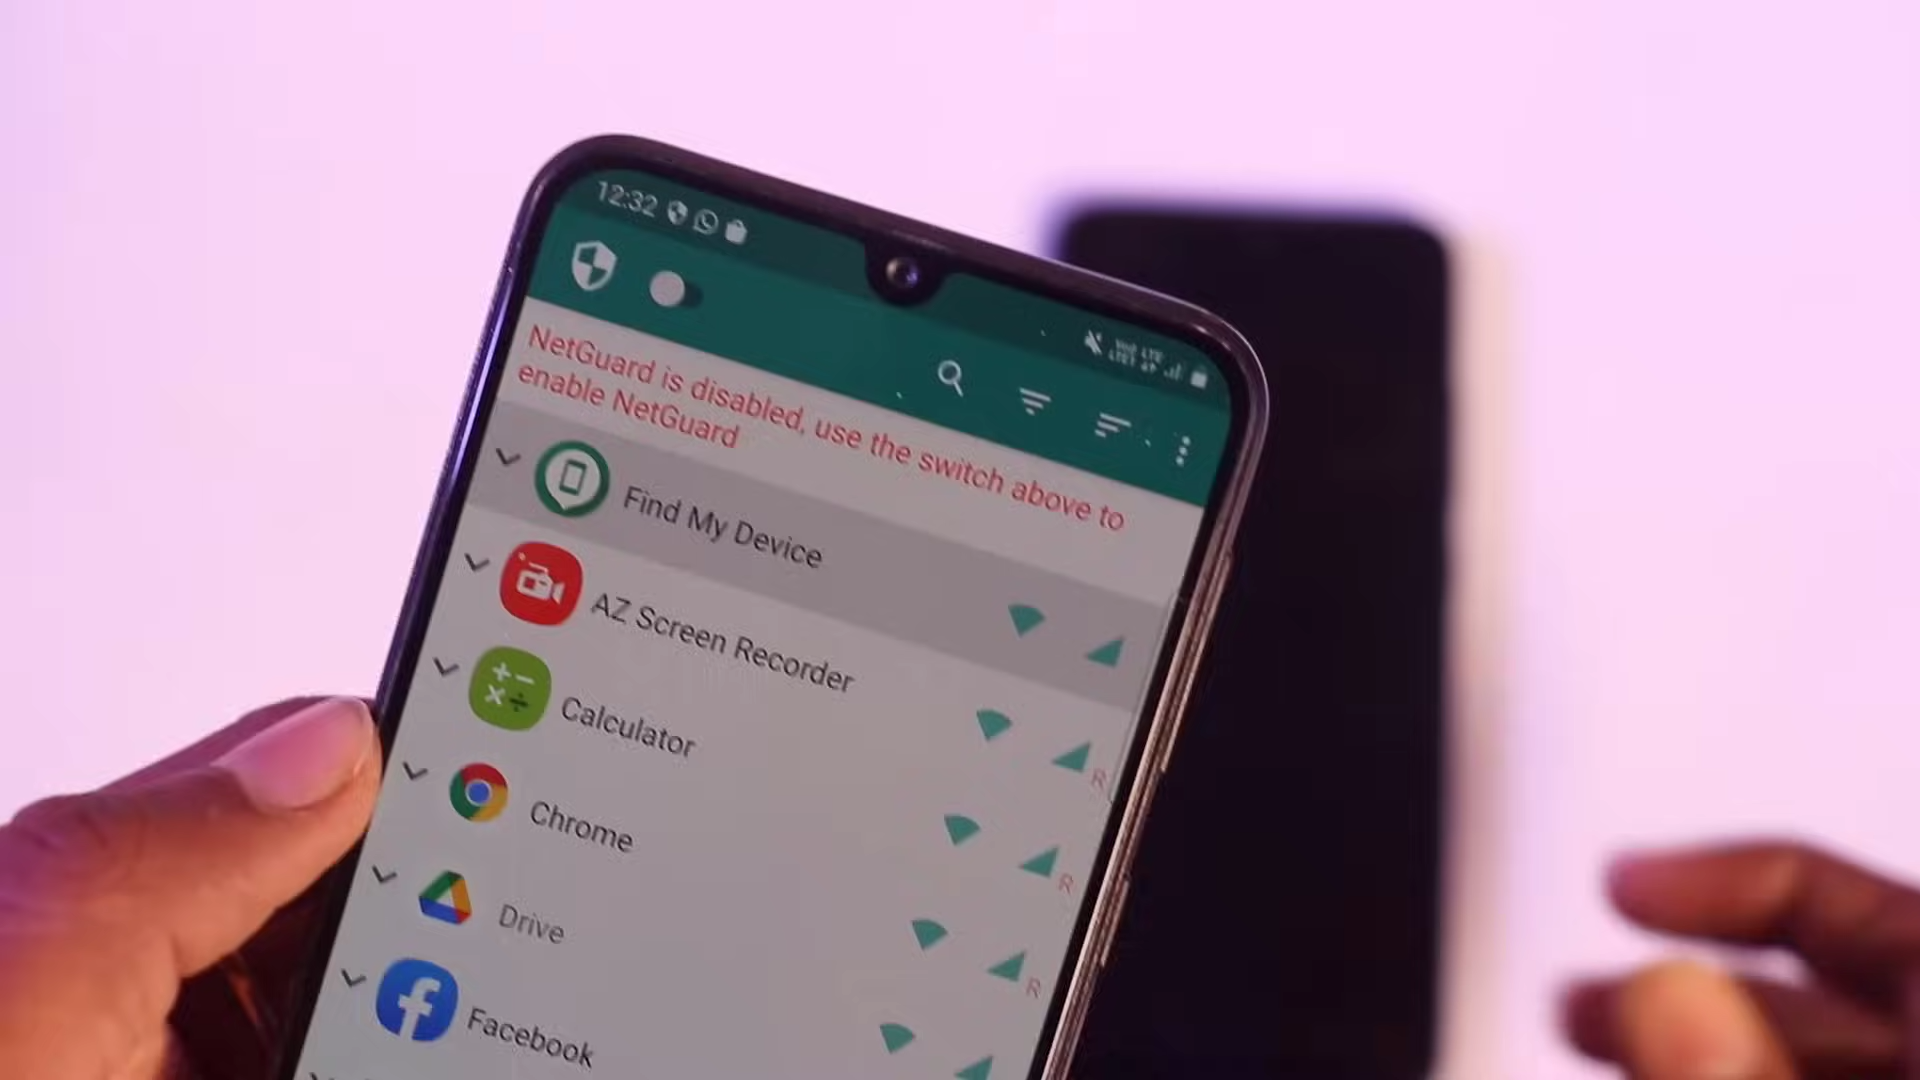 12:32
NetGuard is disabled, use the switch above to
enable NetGuard
Find My Device
AZ Screen Recorder
R
Calculator
R
Chrome
R
Drive
Facebook